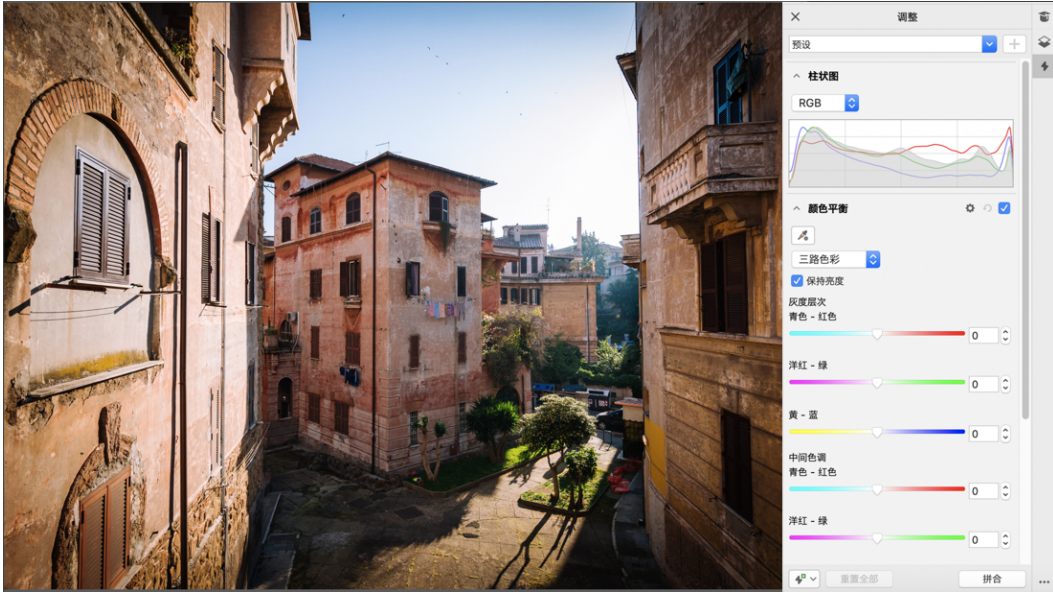 调整
预设
柱状图
RGB
颜色平衡
三路色彩
保持亮度
灰度层次
青色 - 红色
0
洋红 - 绿
0
黄 - 蓝
0
中间色调
青色 - 红色
0
洋红 - 绿
0
重置全部
拼合